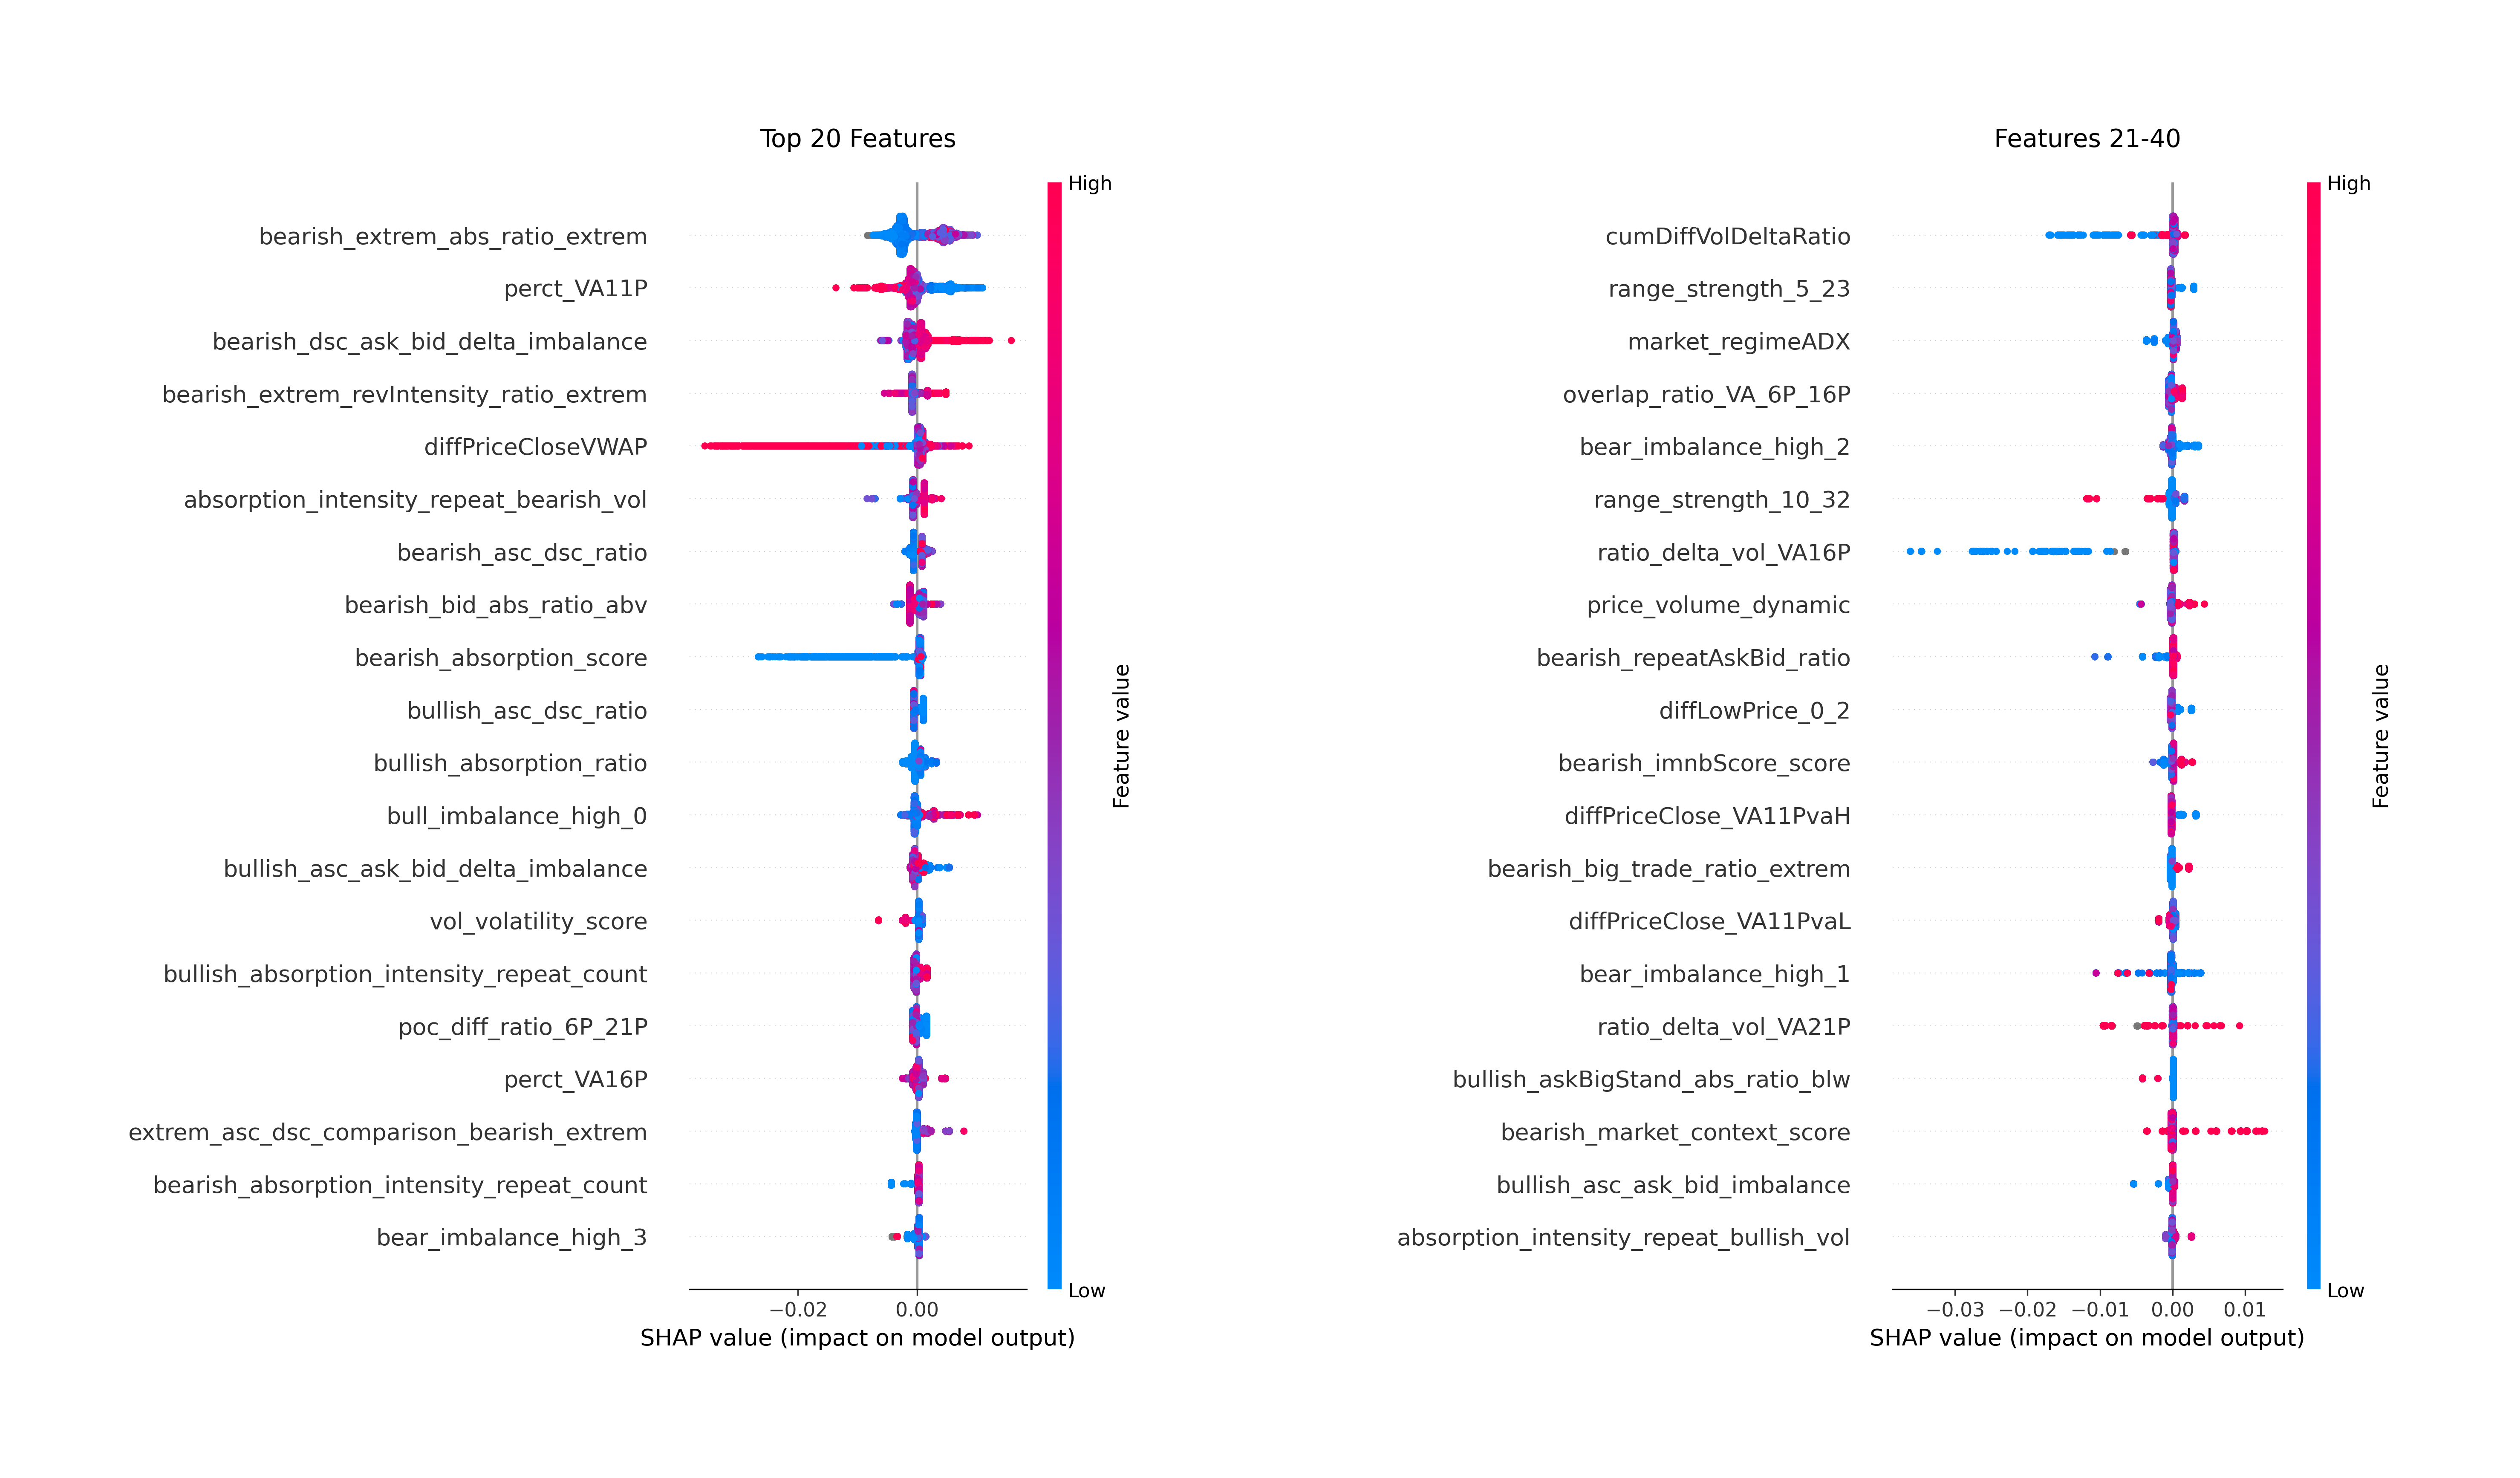 Top 20 Features
High
bearish_extrem_abs_ratio_extrem
perct_VA11P
bearish_dsc_ask_bid_delta_imbalance
bearish_extrem_revIntensity_ratio_extrem
diffPriceCloseVWAP
absorption_intensity_repeat_bearish_vol
bearish_asc_dsc_ratio
bearish_bid_abs_ratio_abv
bearish_absorption_score
bullish_asc_dsc_ratio
bullish_absorption_ratio
bull_imbalance_high_0
bullish_asc_ask_bid_delta_imbalance
vol_volatility_score
bullish_absorption_intensity_repeat_count
poc_diff_ratio_6P_21P
perct_VA16P
extrem_asc_dsc_comparison_bearish_extrem
bearish_absorption_intensity_repeat_count
bear_imbalance_high_3
Feature value
Low
−0.02 0.00
SHAP value (impact on model output)
Features 21-40
High
cumDiffVolDeltaRatio
range_strength_5_23
market_regimeADX
overlap_ratio_VA_6P_16P
bear_imbalance_high_2
range_strength_10_32
ratio_delta_vol_VA16P
price_volume_dynamic
bearish_repeatAskBid_ratio
diffLowPrice_0_2
bearish_imnbScore_score
diffPriceClose_VA11PvaH
bearish_big_trade_ratio_extrem
diffPriceClose_VA11PvaL
bear_imbalance_high_1
ratio_delta_vol_VA21P
bullish_askBigStand_abs_ratio_blw
bearish_market_context_score
bullish_asc_ask_bid_imbalance
absorption_intensity_repeat_bullish_vol
Feature value
Low
−0.03 −0.02 −0.01 0.00 0.01
SHAP value (impact on model output)